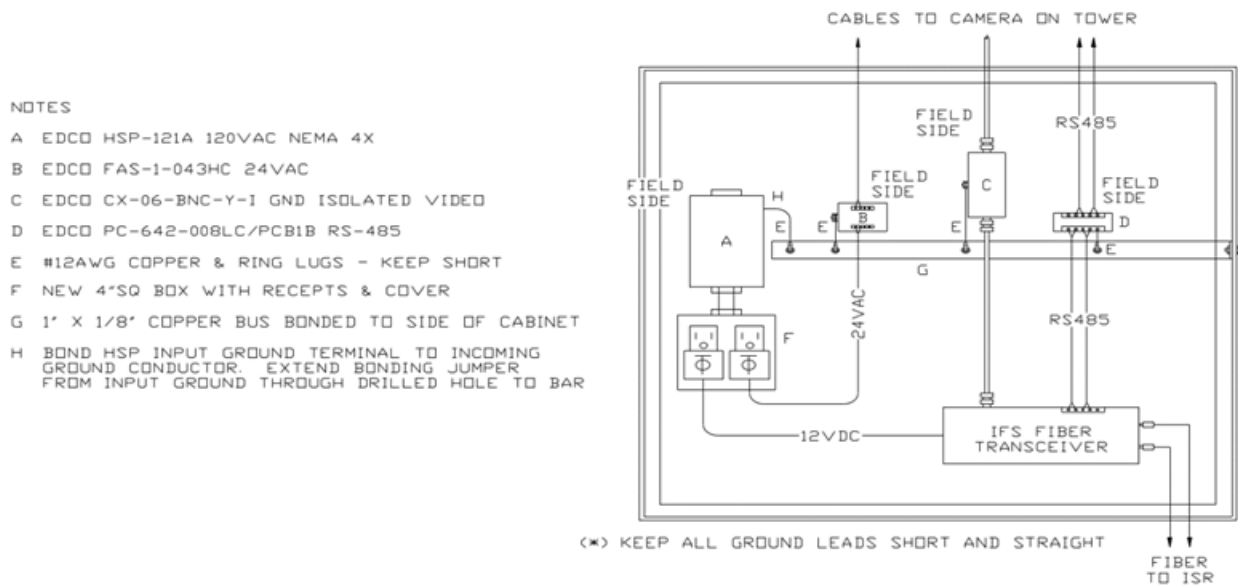 CABLES TO CAMERA ON TOWER
NOTES
A EDCO HSP-121A 120VAC NEMA 4X
B EDCO FAS-1-043HC 24VAC
C EDCO CX-06-BNC-Y-I GND ISOLATED VIDEO
D EDCO PC-642-008LC/PCB1B RS-485
E #12AWG COPPER & RING LUGS - KEEP SHORT
F NEW 4"SQ BOX WITH RECEPTS & COVER
G 1" X 1/8" COPPER BUS BONDED TO SIDE OF CABINET
H BOND HSP INPUT GROUND TERMINAL TO INCOMING
GROUND CONDUCTOR. EXTEND BONDING JUMPER
FROM INPUT GROUND THROUGH DRILLED HOLE TO BAR
FIELD
SIDE
RS485
FIELD
SIDE
H
FIELD
SIDE
C
FIELD
SIDE
B
D
A
E
E
E
E
G
24VAC
RS485
F
12VDC
IFS FIBER
TRANSCEIVER
(*) KEEP ALL GROUND LEADS SHORT AND STRAIGHT
FIBER
TO ISR